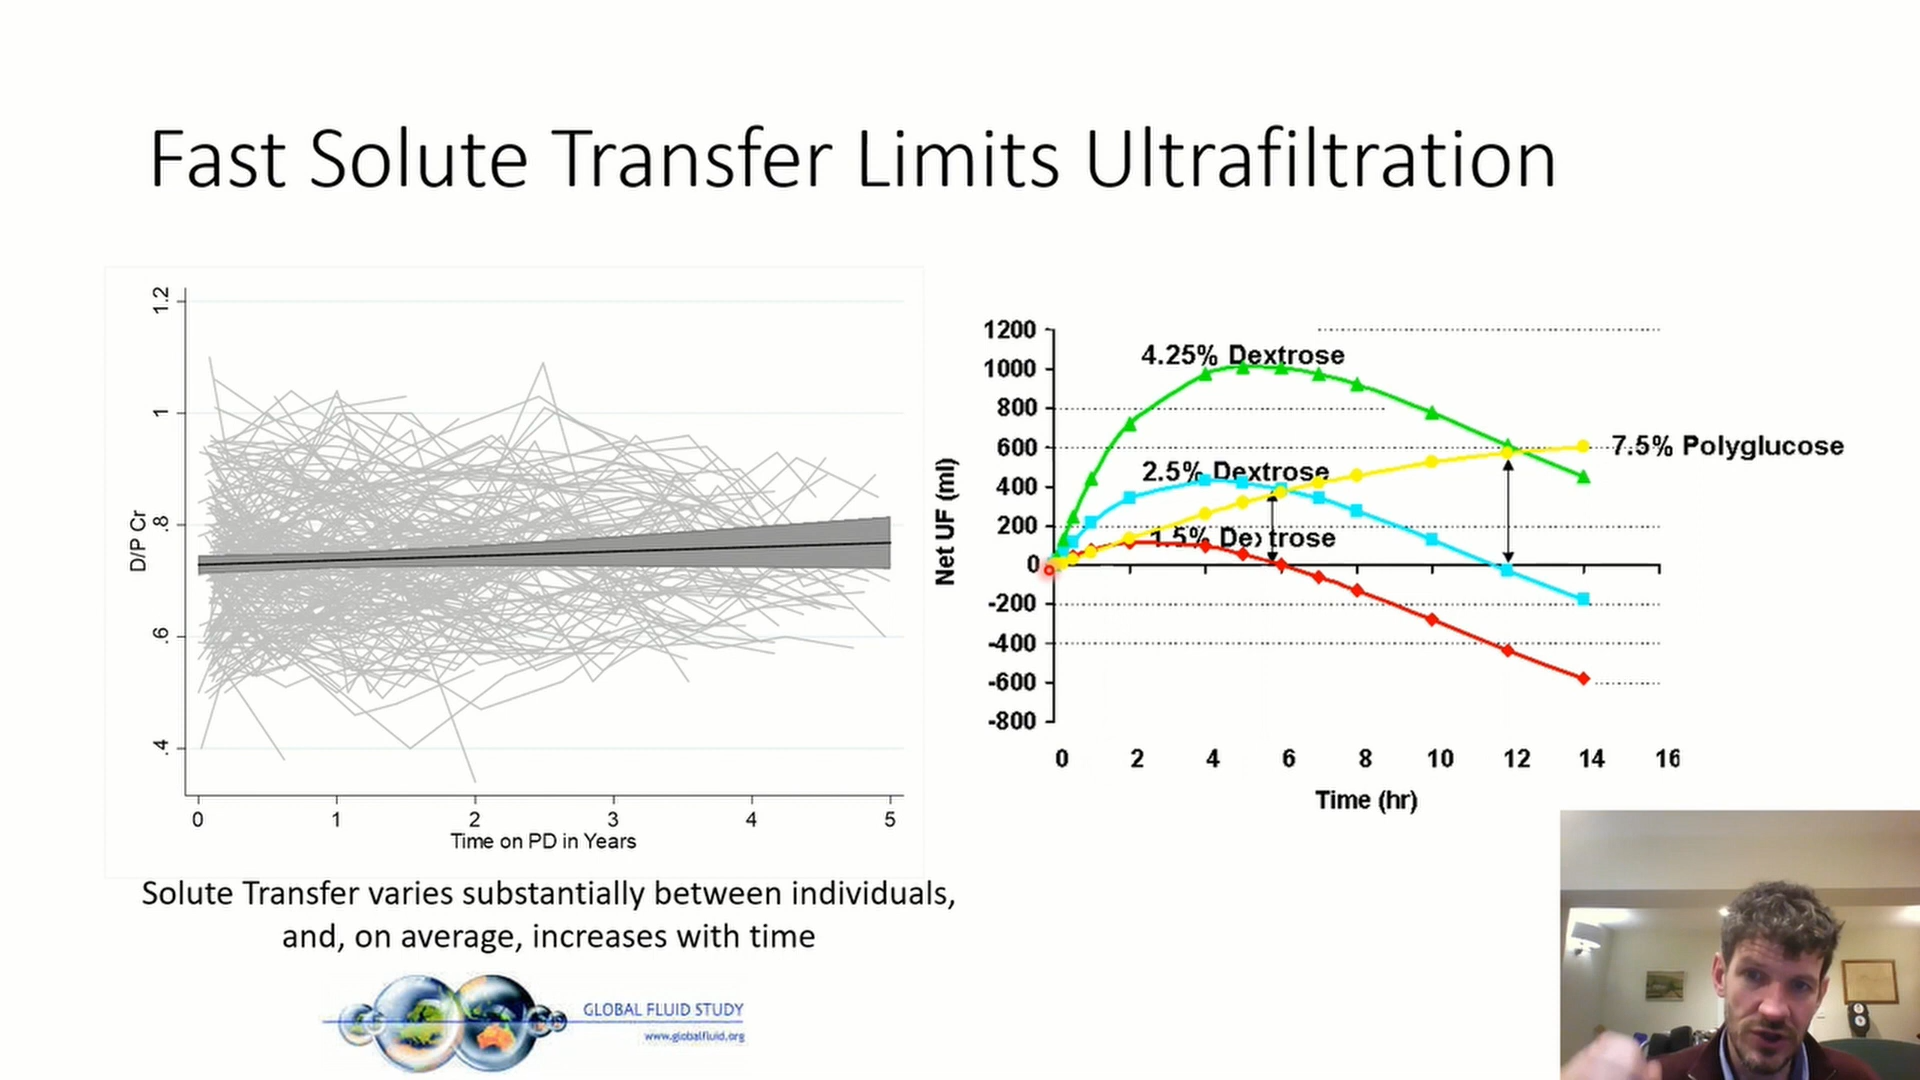 Fast Solute Transfer Limits Ultrafiltration
1.2
1
.8
.6
.4
D/P Cr
0 1 2 3 4 5
Time on PD in Years
Solute Transfer varies substantially between individuals,
and, on average, increases with time
GLOBAL FLUID STUDY
www.globalfluid.org
1200
1000
800
600
400
200
0
-200
-400
-600
-800
Net UF (ml)
4.25% Dextrose
7.5% Polyglucose
2.5% Dextrose
1.5% Dextrose
0 2 4 6 8 10 12 14 16
Time (hr)